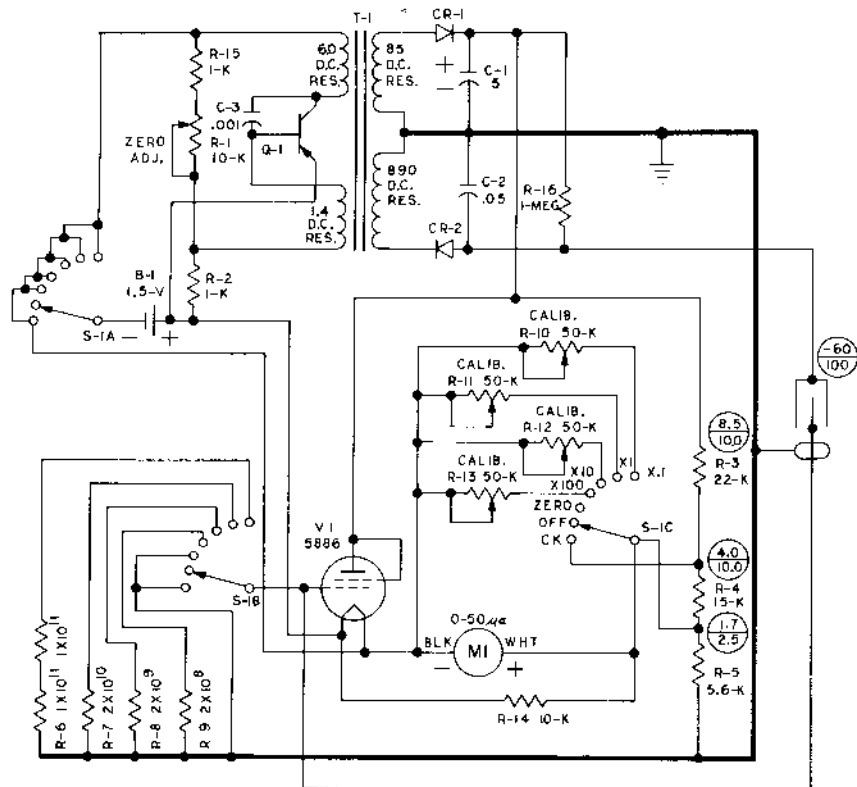 T-1
CR-1
R-15
1-K
60
D.C.
RES.
85
D.C.
RES.
+
-
C-1
.5
C-3
.001
ZERO
ADJ.
R-1
10-K
Q-1
1.4
D.C.
RES.
890
D.C.
RES.
C-2
.05
R-16
1-MEG
CR-2
B-1
1.5-V
R-2
1-K
S-1A
-
+
CALIB.
R-10 50-K
CALIB.
R-11 50-K
CALIB.
R-12 50-K
CALIB.
R-13 50-K
X100
X10
X1
X.1
ZERO
OFF
CK
S-1C
-60
100
8.5
10.0
R-3
22-K
4.0
10.0
R-4
15-K
1.7
2.5
R-5
5.6-K
V1
5886
S-1B
0-50µa
BLK
M1
WHT
-
+
R-14 10-K
1X10¹¹
R-6 1X10¹¹
R-7 2X10¹⁰
R-8 2X10⁹
R-9 2X10⁸